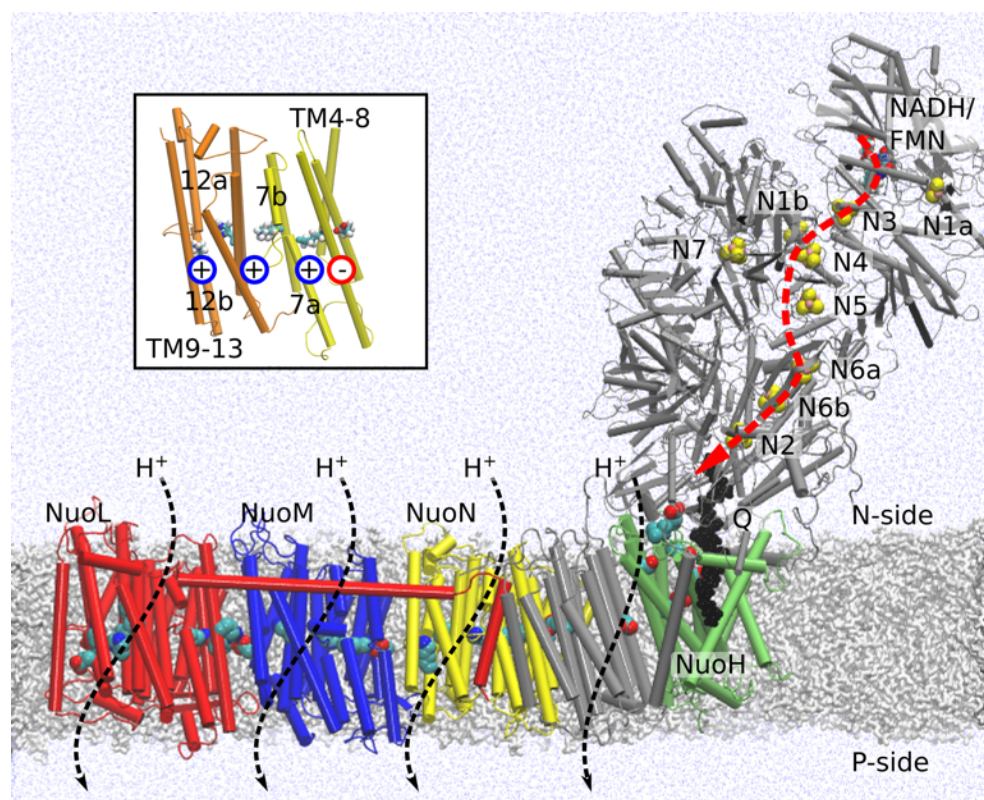 NADH/
FMN
TM4-8
12a
7b
N1b
N3
N1a
N7
N4
+
+
+
-
12b
7a
N5
TM9-13
N6a
N6b
N2
H+
H+
H+
H+
NuoL
NuoM
NuoN
Q
N-side
NuoH
P-side